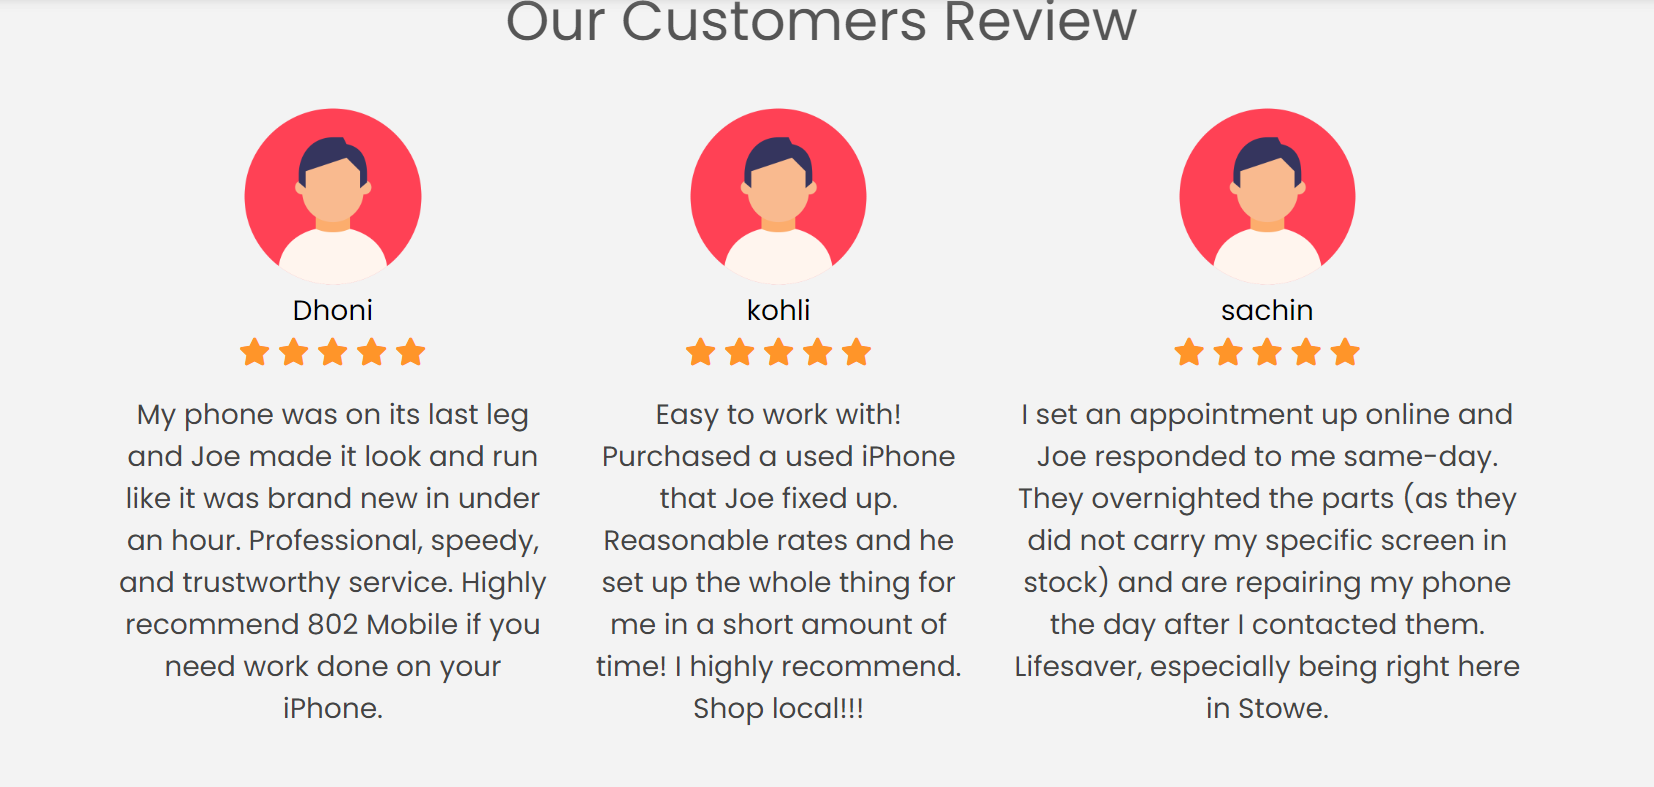 Our Customers Review
Dhoni
My phone was on its last leg
and Joe made it look and run
like it was brand new in under
an hour. Professional, speedy,
and trustworthy service. Highly
recommend 802 Mobile if you
need work done on your
iPhone.
kohli
Easy to work with!
Purchased a used iPhone
that Joe fixed up.
Reasonable rates and he
set up the whole thing for
me in a short amount of
time! I highly recommend.
Shop local!!!
sachin
I set an appointment up online and
Joe responded to me same-day.
They overnighted the parts (as they
did not carry my specific screen in
stock) and are repairing my phone
the day after I contacted them.
Lifesaver, especially being right here
in Stowe.